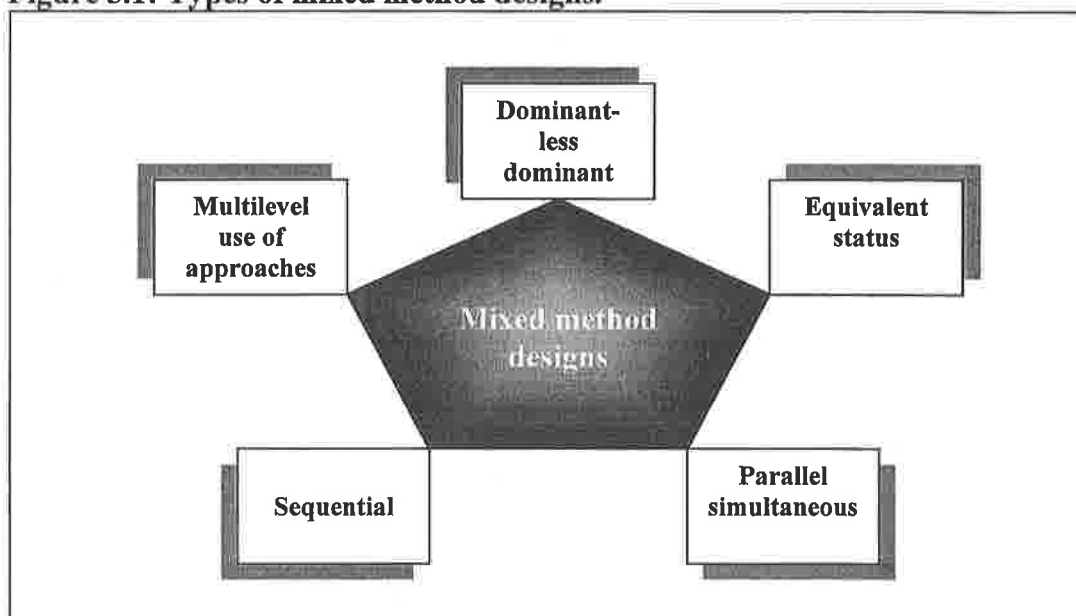 Figure 3.1: Types of mixed method designs.
Dominant-
less
dominant
Multilevel
use of
approaches
Equivalent
status
Mixed method
designs
Sequential
Parallel
simultaneous